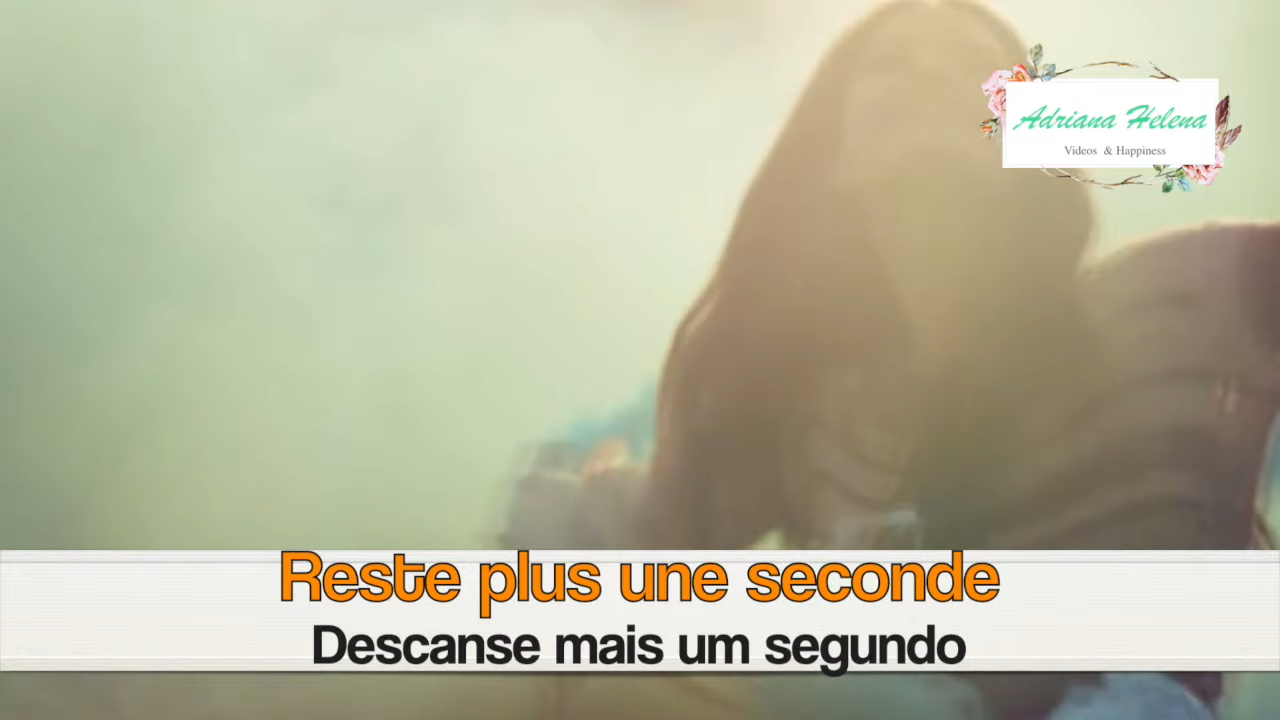 Adriana Helena
Videos & Happiness
Reste plus une seconde
Descanse mais um segundo